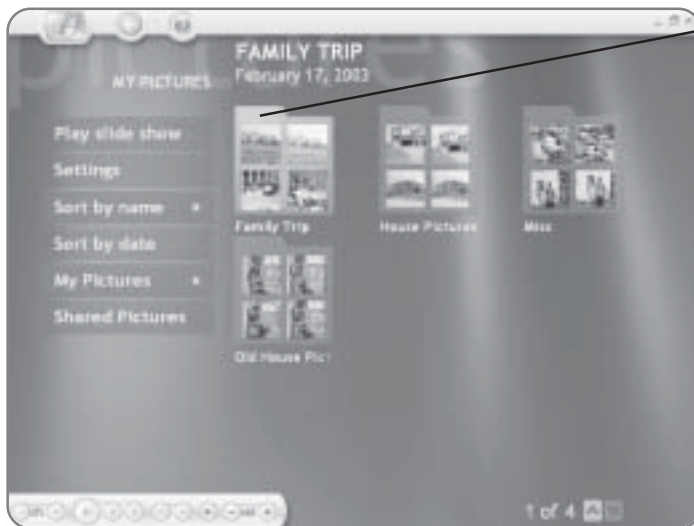 FAMILY TRIP
February 17, 2003
MY PICTURES
Play slide show
Settings
Sort by name
Sort by date
My Pictures
Shared Pictures
Family Trip
House Pictures
Misc
Old House Pict
1 of 4